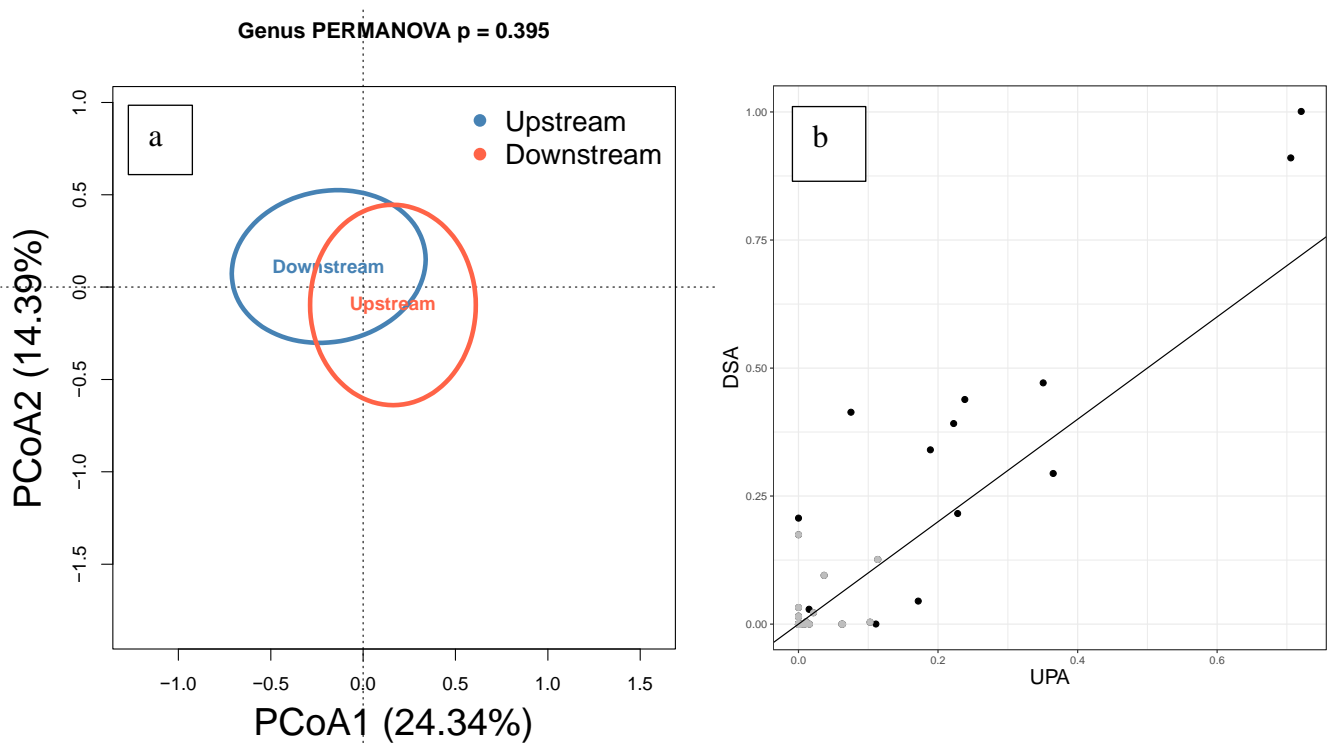 Genus PERMANOVA p = 0.395
a
Upstream
Downstream
Downstream
Upstream
PCoA2 (14.39%)
1.0
0.5
0.0
−0.5
−1.0
−1.5
−1.0
−0.5
0.0
0.5
1.0
1.5
PCoA1 (24.34%)
b
DSA
1.00
0.75
0.50
0.25
0.00
0.0
0.2
0.4
0.6
UPA